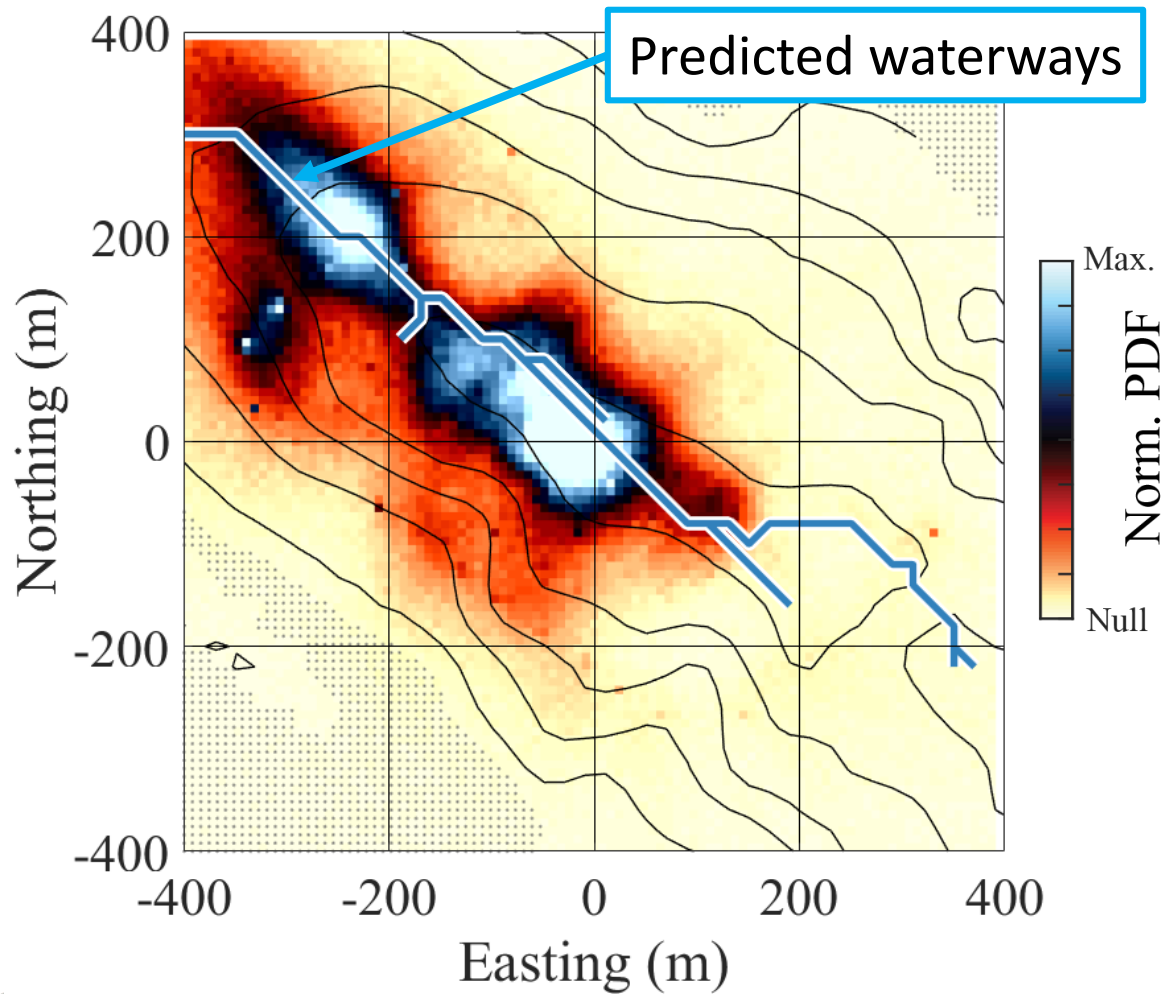 Predicted waterways
400
200
0
-200
-400
Northing (m)
-400
-200
0
200
400
Easting (m)
Max.
Null
Norm. PDF